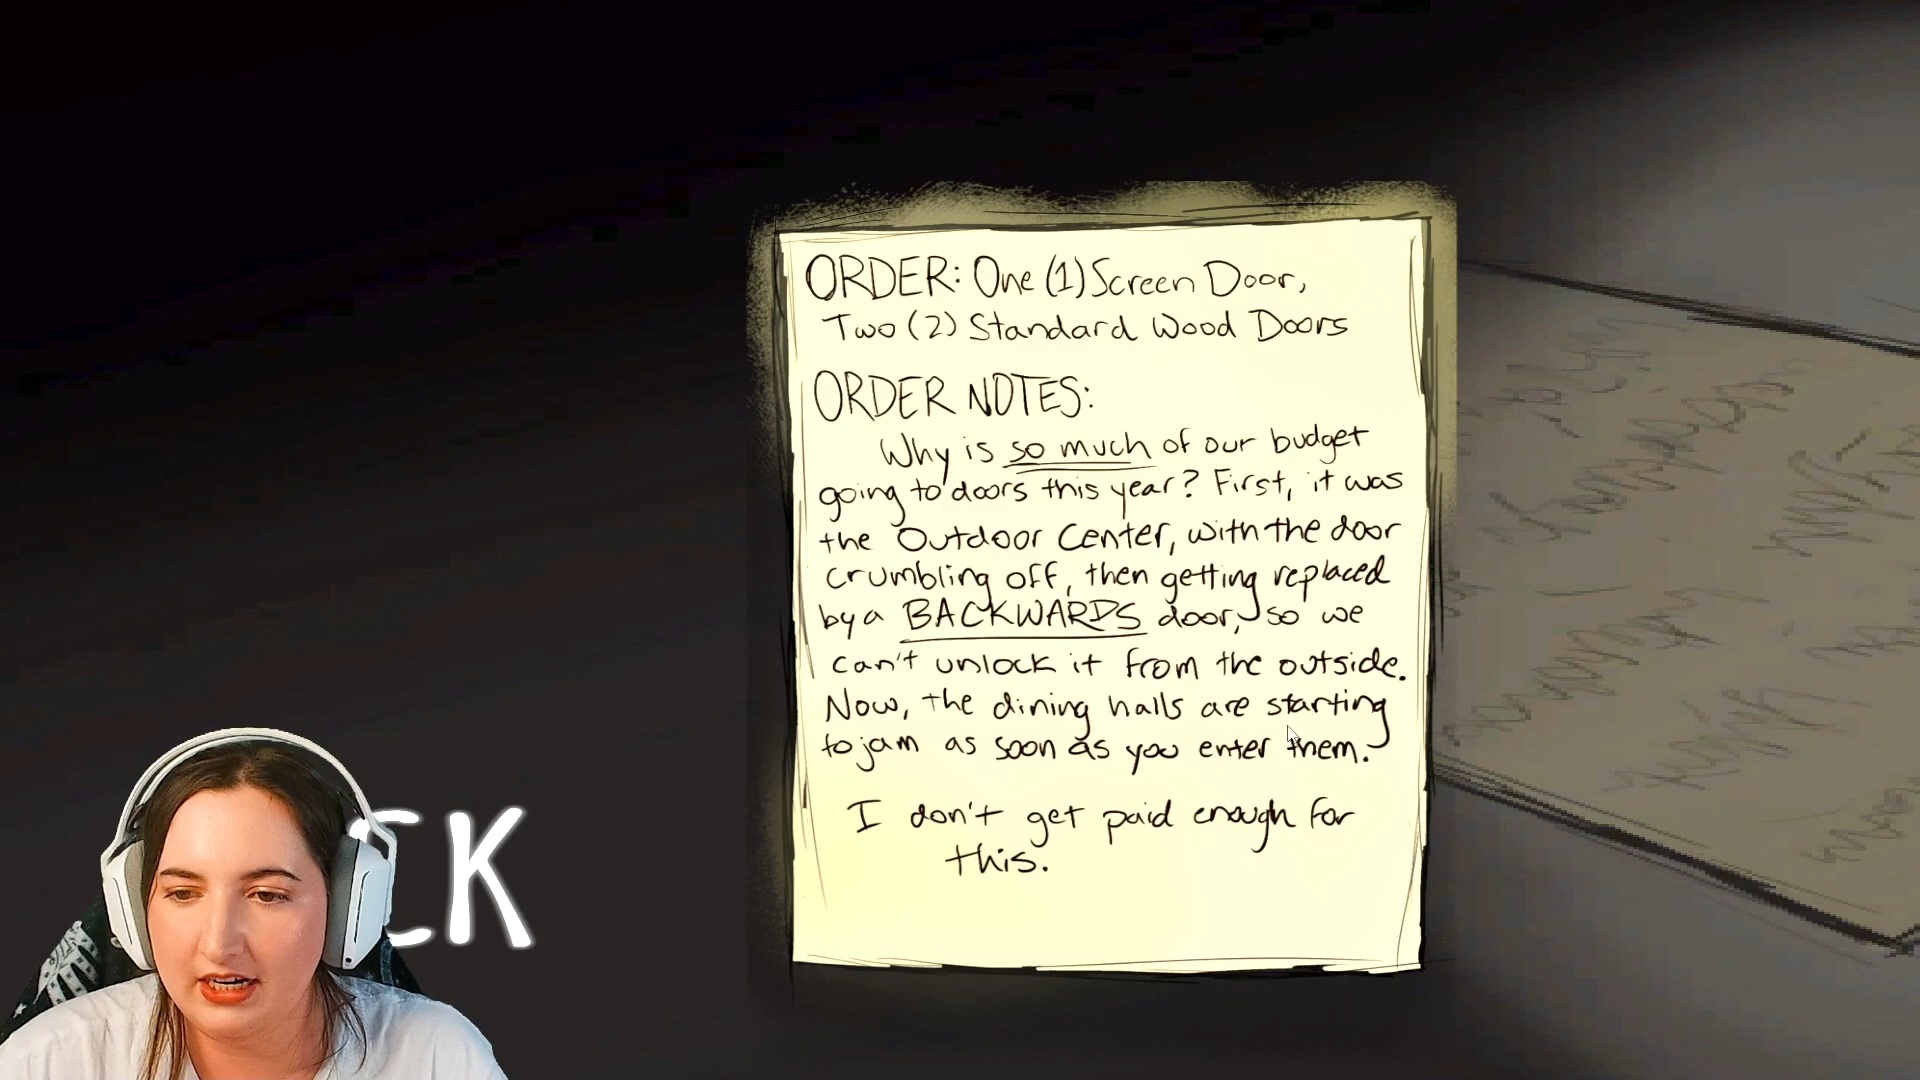 ORDER: One (1) Screen Door,
Two (2) Standard Wood Doors
ORDER NOTES:
Why is so much of our budget
going to doors this year? First, it was
the Outdoor Center, with the door
crumbling off, then getting replaced
by a BACKWARDS door, so we
can't unlock it from the outside.
Now, the dining halls are starting
to jam as soon as you enter them.
I don't get paid enough for
this.
CK